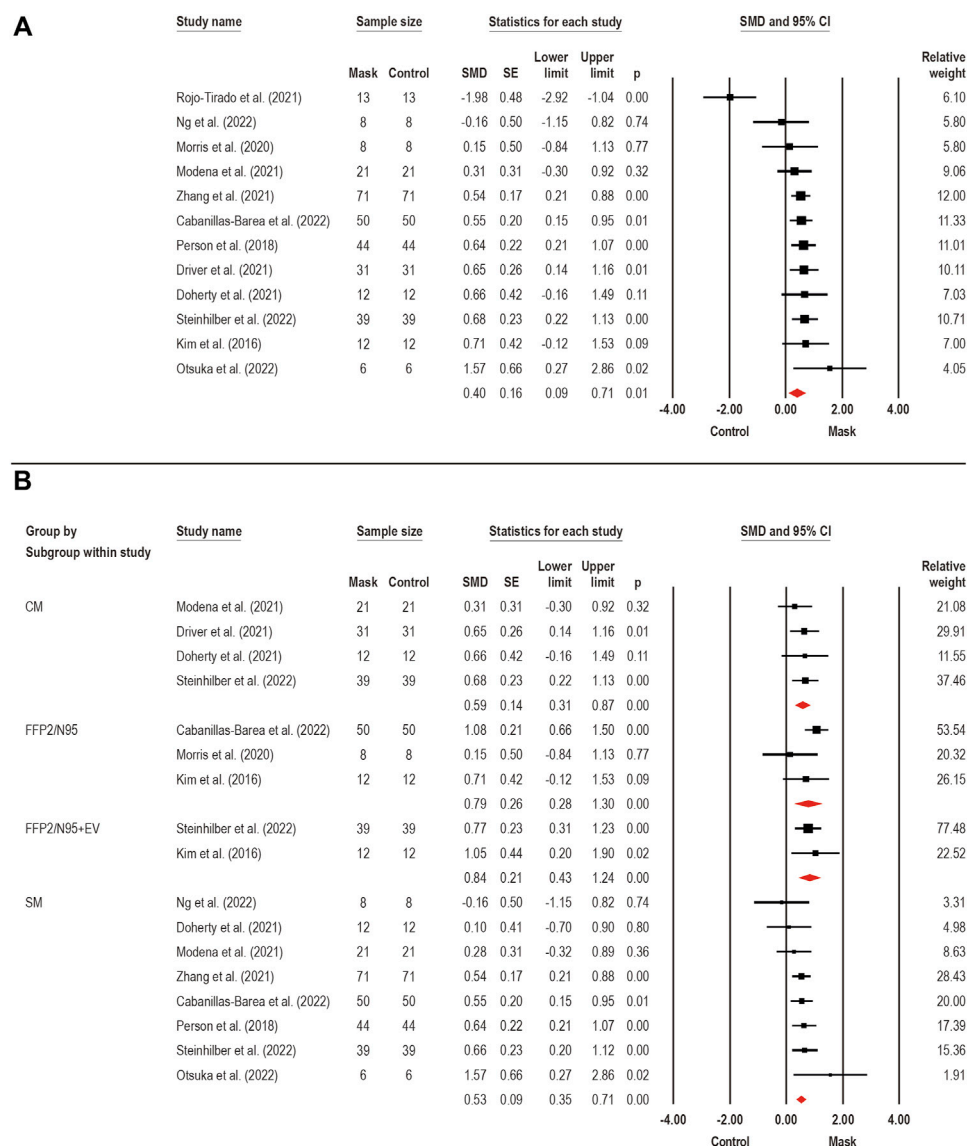 A
Study name Sample size Statistics for each study SMD and 95% CI
Lower Upper Relative
Mask Control SMD SE limit limit p weight
Rojo-Tirado et al. (2021) 13 13 -1.98 0.48 -2.92 -1.04 0.00 6.10
Ng et al. (2022) 8 8 -0.16 0.50 -1.15 0.82 0.74 5.80
Morris et al. (2020) 8 8 0.15 0.50 -0.84 1.13 0.77 5.80
Modena et al. (2021) 21 21 0.31 0.31 -0.30 0.92 0.32 9.06
Zhang et al. (2021) 71 71 0.54 0.17 0.21 0.88 0.00 12.00
Cabanillas-Barea et al. (2022) 50 50 0.55 0.20 0.15 0.95 0.01 11.33
Person et al. (2018) 44 44 0.64 0.22 0.21 1.07 0.00 11.01
Driver et al. (2021) 31 31 0.65 0.26 0.14 1.16 0.01 10.11
Doherty et al. (2021) 12 12 0.66 0.42 -0.16 1.49 0.11 7.03
Steinhilber et al. (2022) 39 39 0.68 0.23 0.22 1.13 0.00 10.71
Kim et al. (2016) 12 12 0.71 0.42 -0.12 1.53 0.09 7.00
Otsuka et al. (2022) 6 6 1.57 0.66 0.27 2.86 0.02 4.05
0.40 0.16 0.09 0.71 0.01
-4.00 -2.00 0.00 2.00 4.00
Control Mask
B
Group by Study name Sample size Statistics for each study SMD and 95% CI
Subgroup within study
Lower Upper Relative
Mask Control SMD SE limit limit p weight
CM Modena et al. (2021) 21 21 0.31 0.31 -0.30 0.92 0.32 21.08
Driver et al. (2021) 31 31 0.65 0.26 0.14 1.16 0.01 29.91
Doherty et al. (2021) 12 12 0.66 0.42 -0.16 1.49 0.11 11.55
Steinhilber et al. (2022) 39 39 0.68 0.23 0.22 1.13 0.00 37.46
0.59 0.14 0.31 0.87 0.00
FFP2/N95 Cabanillas-Barea et al. (2022) 50 50 1.08 0.21 0.66 1.50 0.00 53.54
Morris et al. (2020) 8 8 0.15 0.50 -0.84 1.13 0.77 20.32
Kim et al. (2016) 12 12 0.71 0.42 -0.12 1.53 0.09 26.15
0.79 0.26 0.28 1.30 0.00
FFP2/N95+EV Steinhilber et al. (2022) 39 39 0.77 0.23 0.31 1.23 0.00 77.48
Kim et al. (2016) 12 12 1.05 0.44 0.20 1.90 0.02 22.52
0.84 0.21 0.43 1.24 0.00
SM Ng et al. (2022) 8 8 -0.16 0.50 -1.15 0.82 0.74 3.31
Doherty et al. (2021) 12 12 0.10 0.41 -0.70 0.90 0.80 4.98
Modena et al. (2021) 21 21 0.28 0.31 -0.32 0.89 0.36 8.63
Zhang et al. (2021) 71 71 0.54 0.17 0.21 0.88 0.00 28.43
Cabanillas-Barea et al. (2022) 50 50 0.55 0.20 0.15 0.95 0.01 20.00
Person et al. (2018) 44 44 0.64 0.22 0.21 1.07 0.00 17.39
Steinhilber et al. (2022) 39 39 0.66 0.23 0.20 1.12 0.00 15.36
Otsuka et al. (2022) 6 6 1.57 0.66 0.27 2.86 0.02 1.91
0.53 0.09 0.35 0.71 0.00
-4.00 -2.00 0.00 2.00 4.00
Control Mask